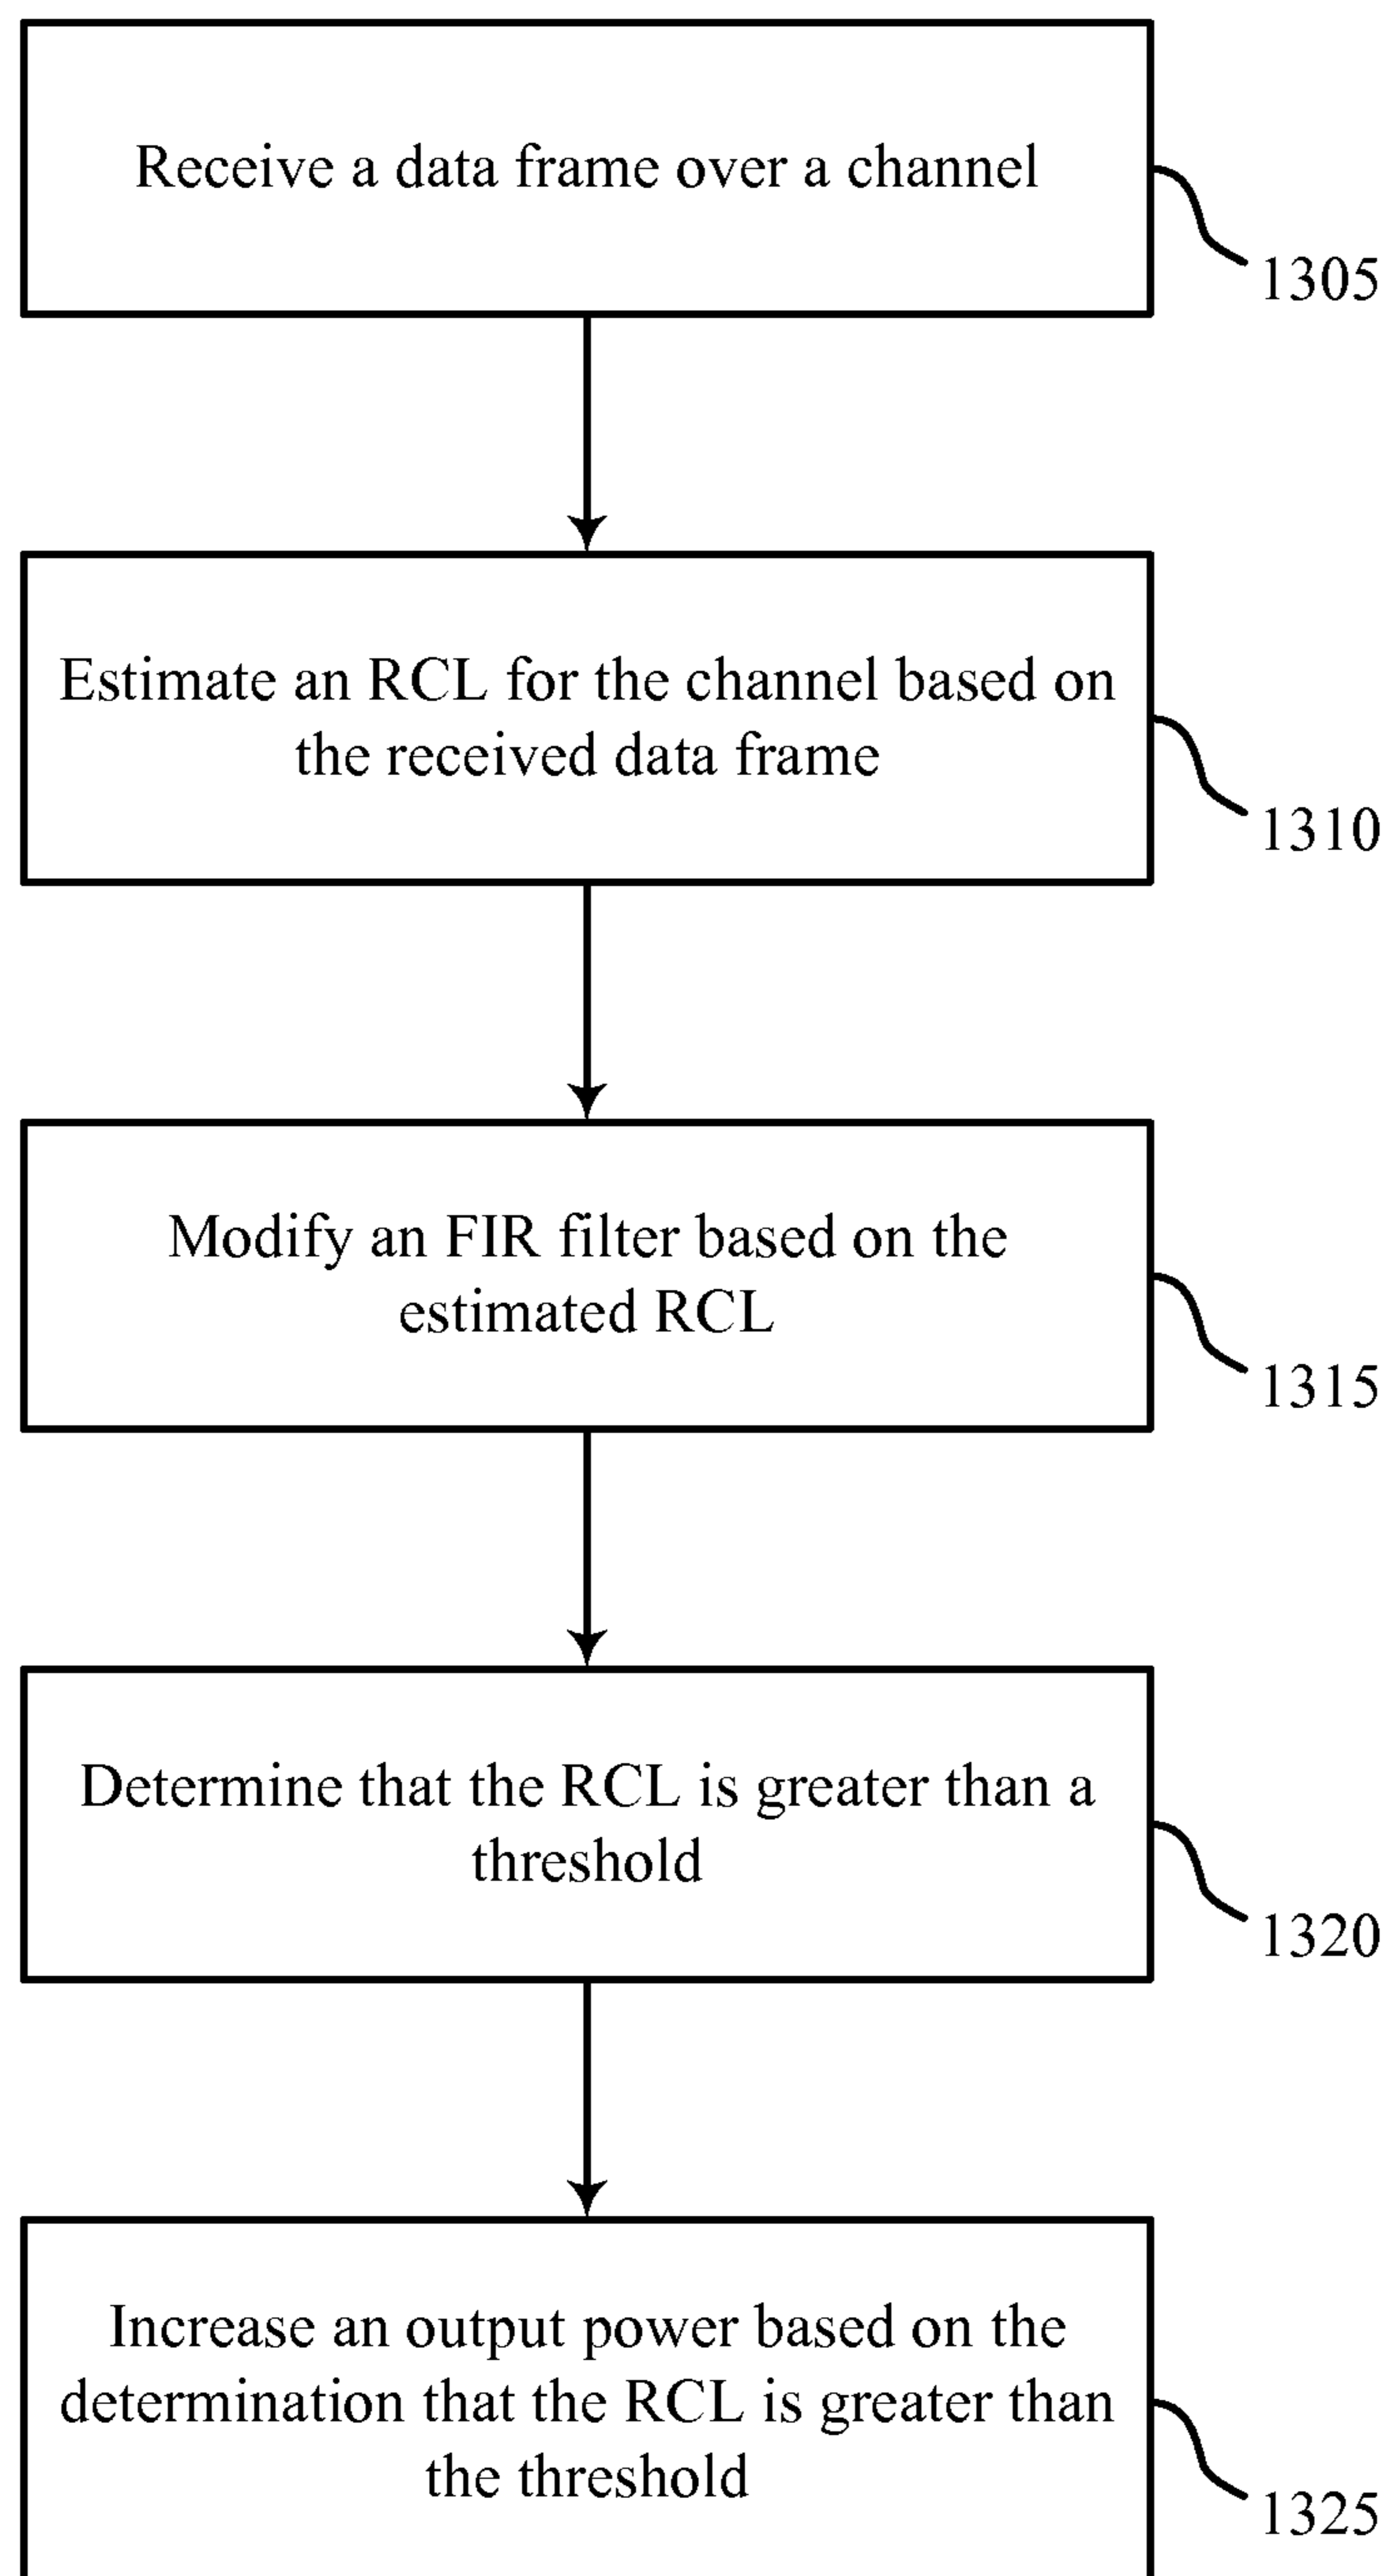 Receive a data frame over a channel
1305
Estimate an RCL for the channel based on
the received data frame
1310
Modify an FIR filter based on the
estimated RCL
1315
Determine that the RCL is greater than a
threshold
1320
Increase an output power based on the
determination that the RCL is greater than
the threshold
1325